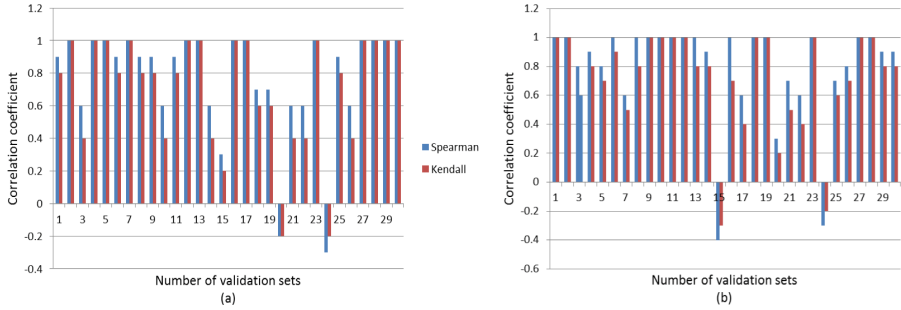 1.2
1
0.8
0.6
0.4
0.2
0
-0.2
-0.4
Correlation coefficient
1 3 5 7 9 11 13 15 17 19 21 23 25 27 29
Number of validation sets
(a)
Spearman
Kendall
1.2
1
0.8
0.6
0.4
0.2
0
-0.2
-0.4
-0.6
Correlation coefficient
1 3 5 7 9 11 13 15 17 19 21 23 25 27 29
Number of validation sets
(b)